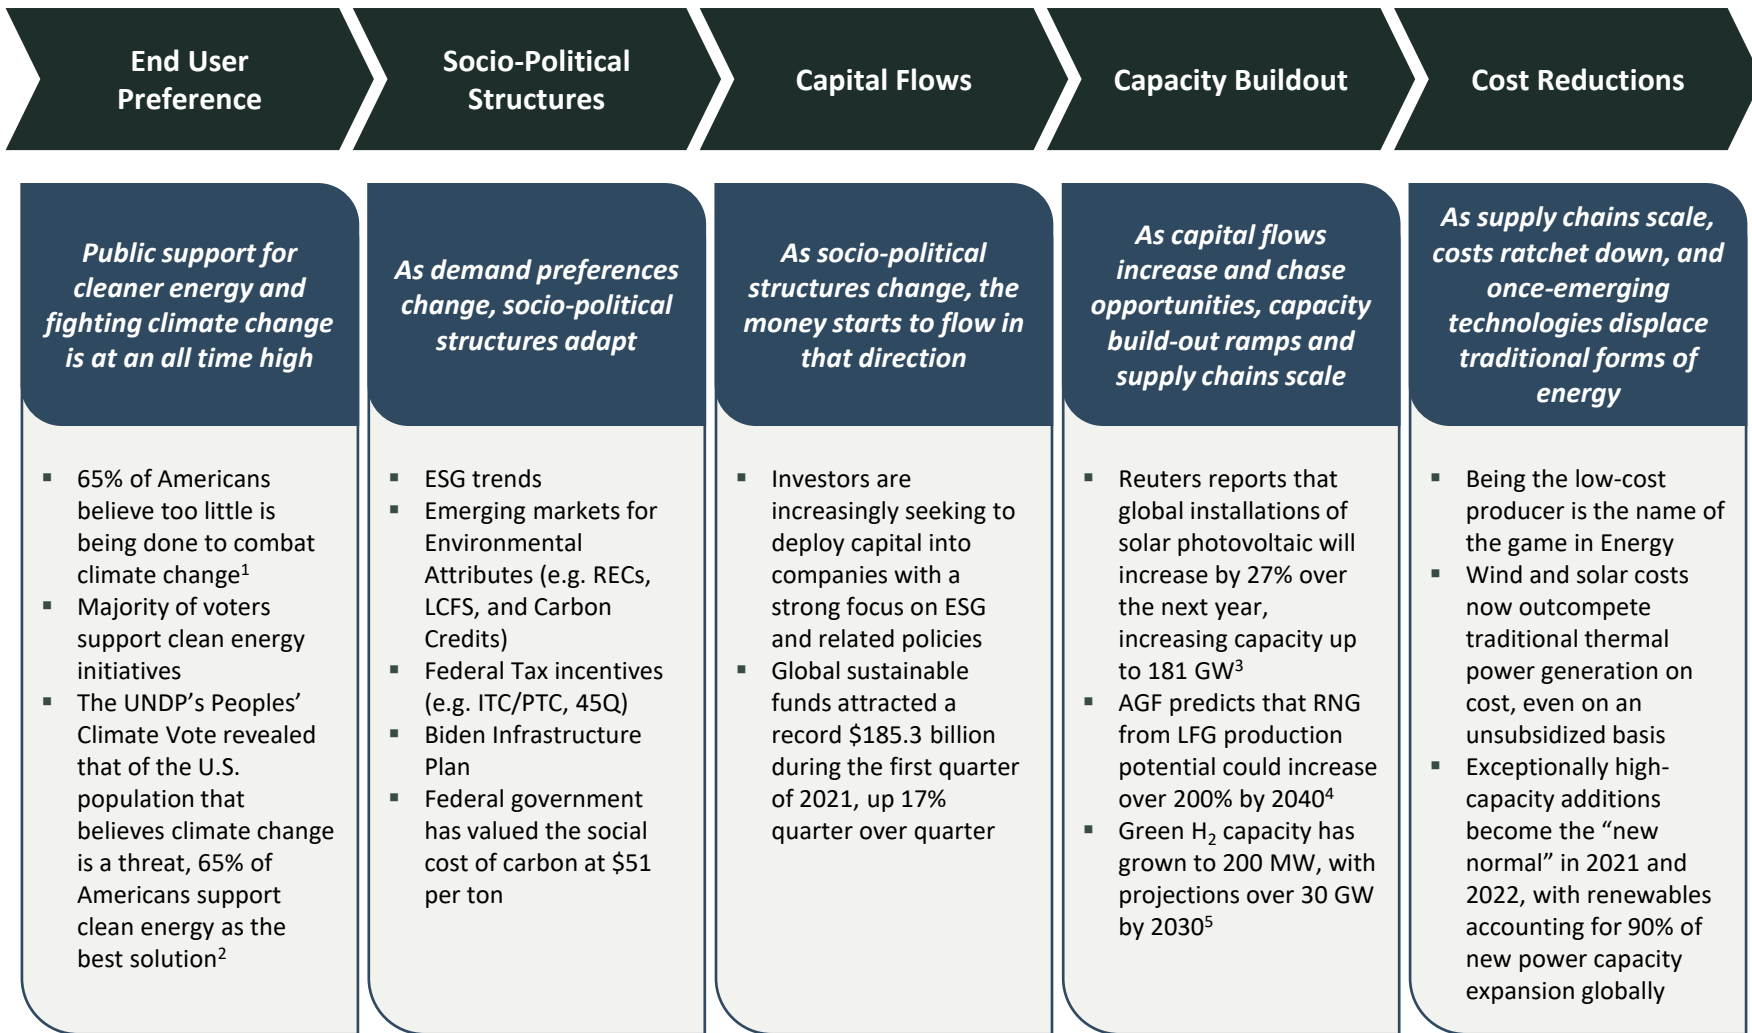 End User
Preference
Socio-Political
Structures
Capital Flows
Capacity Buildout
Cost Reductions
Public support for
cleaner energy and
fighting climate change
is at an all time high
▪ 65% of Americans
believe too little is
being done to combat
climate change¹
▪ Majority of voters
support clean energy
initiatives
▪ The UNDP’s Peoples’
Climate Vote revealed
that of the U.S.
population that
believes climate change
is a threat, 65% of
Americans support
clean energy as the
best solution²
As demand preferences
change, socio-political
structures adapt
▪ ESG trends
▪ Emerging markets for
Environmental
Attributes (e.g. RECs,
LCFS, and Carbon
Credits)
▪ Federal Tax incentives
(e.g. ITC/PTC, 45Q)
▪ Biden Infrastructure
Plan
▪ Federal government
has valued the social
cost of carbon at $51
per ton
As socio-political
structures change, the
money starts to flow in
that direction
▪ Investors are
increasingly seeking to
deploy capital into
companies with a
strong focus on ESG
and related policies
▪ Global sustainable
funds attracted a
record $185.3 billion
during the first quarter
of 2021, up 17%
quarter over quarter
As capital flows
increase and chase
opportunities, capacity
build-out ramps and
supply chains scale
▪ Reuters reports that
global installations of
solar photovoltaic will
increase by 27% over
the next year,
increasing capacity up
to 181 GW³
▪ AGF predicts that RNG
from LFG production
potential could increase
over 200% by 2040⁴
▪ Green H₂ capacity has
grown to 200 MW, with
projections over 30 GW
by 2030⁵
As supply chains scale,
costs ratchet down, and
once-emerging
technologies displace
traditional forms of
energy
▪ Being the low-cost
producer is the name of
the game in Energy
▪ Wind and solar costs
now outcompete
traditional thermal
power generation on
cost, even on an
unsubsidized basis
▪ Exceptionally high-
capacity additions
become the “new
normal” in 2021 and
2022, with renewables
accounting for 90% of
new power capacity
expansion globally